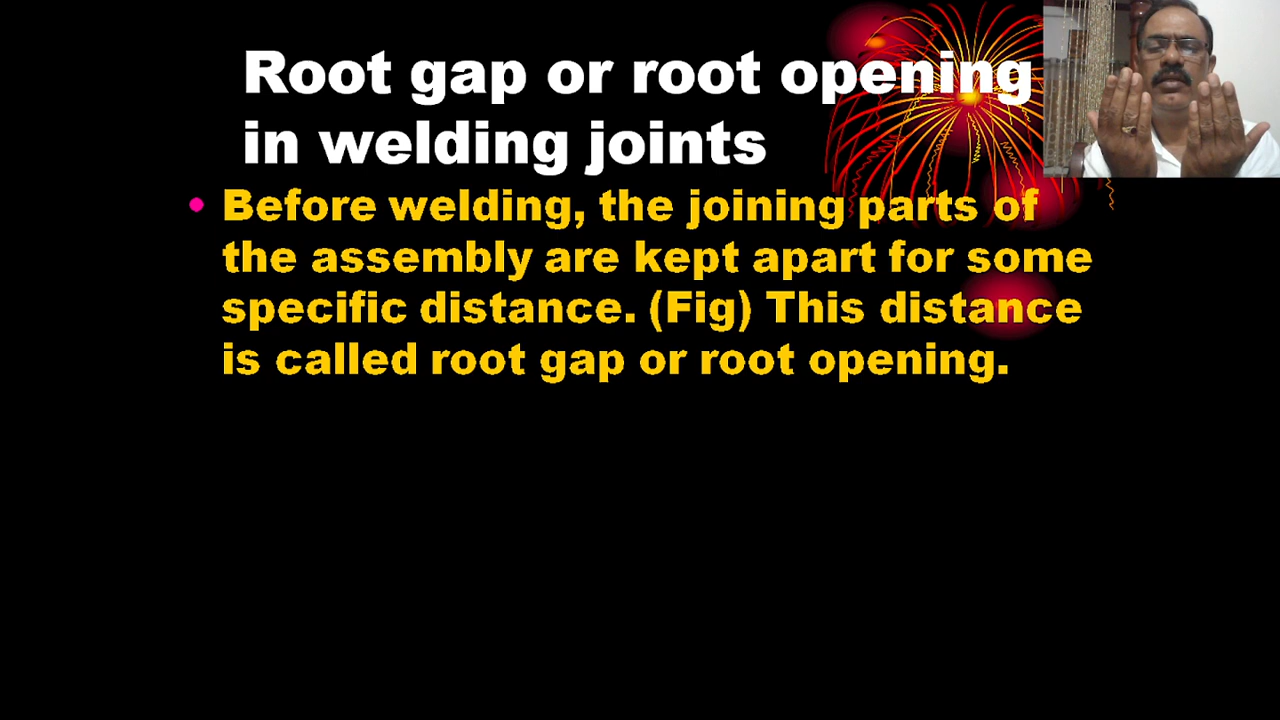 Root gap or root opening
in welding joints
• Before welding, the joining parts of
the assembly are kept apart for some
specific distance. (Fig) This distance
is called root gap or root opening.